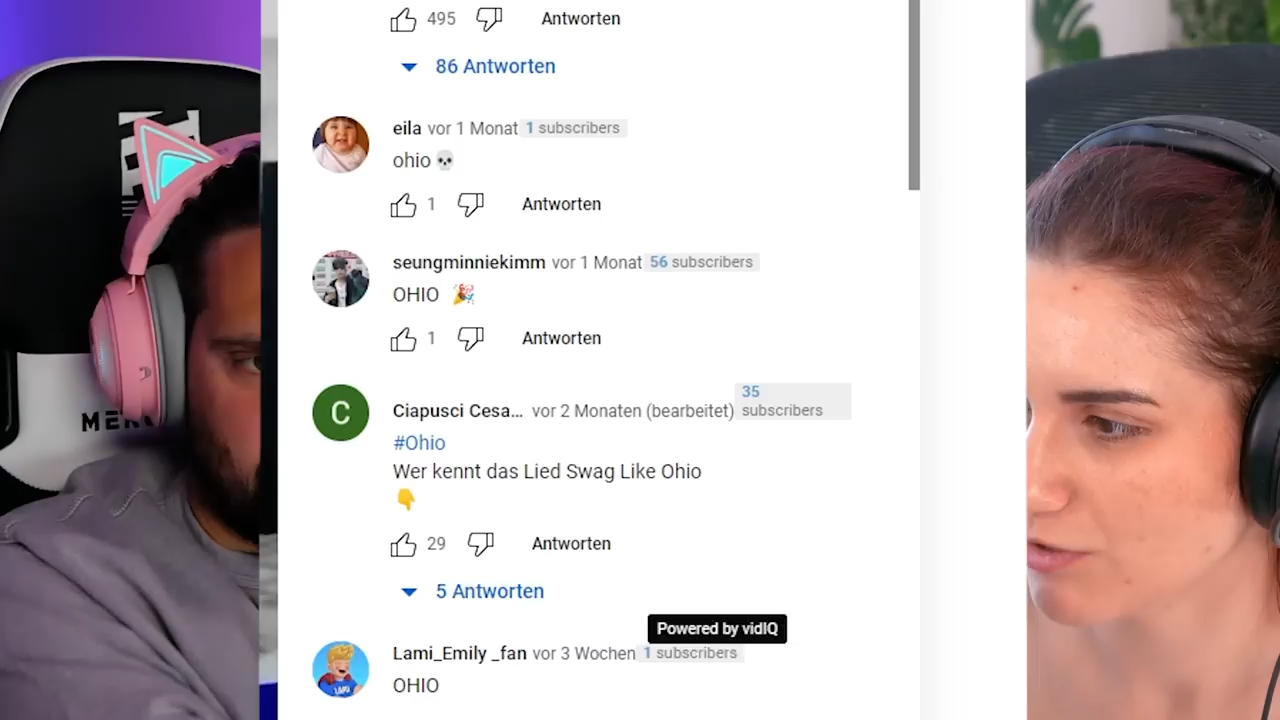 495 Antworten
86 Antworten
eila vor 1 Monat 1 subscribers
ohio
1 Antworten
seungminniekimm vor 1 Monat 56 subscribers
OHIO
1 Antworten
C Ciapusci Cesa... vor 2 Monaten (bearbeitet) 35 subscribers
#Ohio
Wer kennt das Lied Swag Like Ohio
29 Antworten
5 Antworten
Powered by vidIQ
Lami_Emily _fan vor 3 Wochen 1 subscribers
OHIO